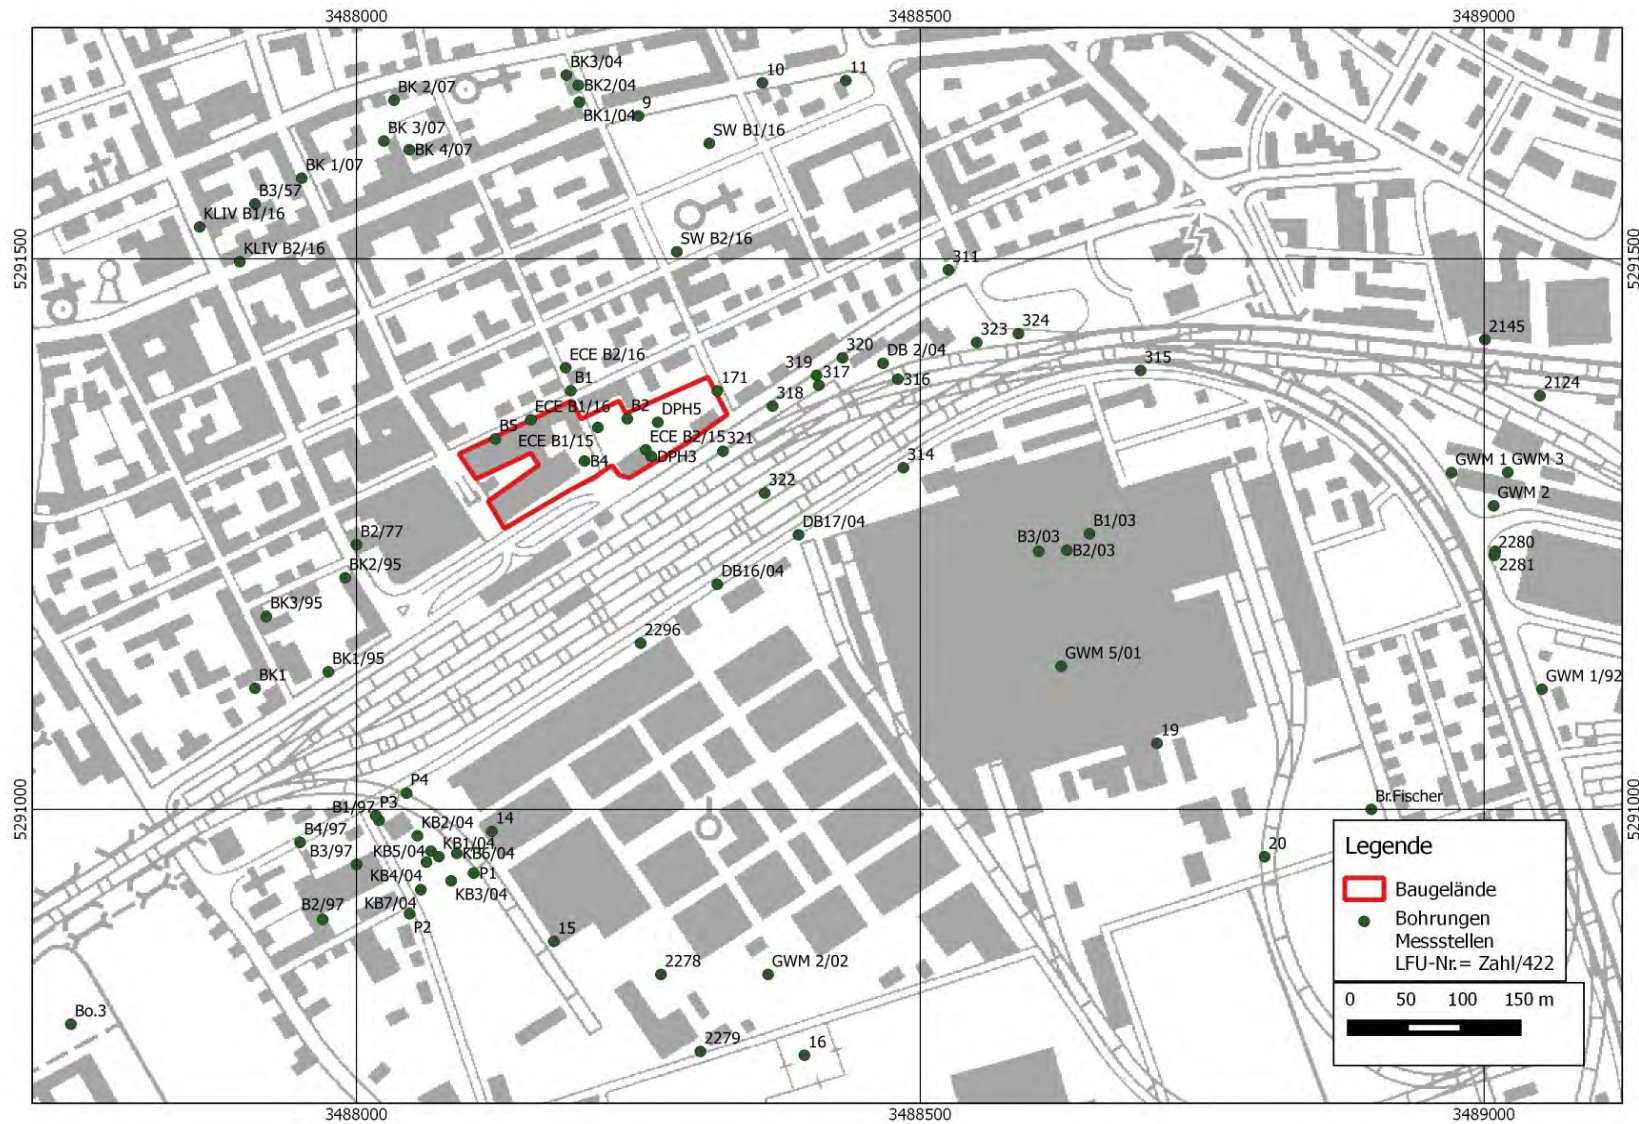 3488000
3488500
3489000
BK3/04
BK2/04
BK 2/07
10
11
BK1/04
9
BK 3/07
BK 4/07
SW B1/16
BK 1/07
B3/57
KLIV B1/16
KLIV B2/16
SW B2/16
5291500
5291500
311
323
324
2145
320
DB 2/04
ECE B2/16
319
317
315
B1
171
316
2124
318
ECE B1/16
B2
DPH5
B5
ECE B1/15
ECE B2/15
321
B4
DPH3
314
GWM 1
GWM 3
322
GWM 2
DB17/04
B1/03
B3/03
B2/03
B2/77
2280
2281
BK2/95
DB16/04
BK3/95
2296
BK1/95
GWM 5/01
BK1
GWM 1/92
19
P4
B1/97
P3
Br.Fischer
5291000
5291000
B4/97
KB2/04
14
B3/97
KB5/04
KB1/04
KB6/04
20
KB4/04
P1
KB3/04
B2/97
KB7/04
P2
15
2278
GWM 2/02
Bo.3
2279
16
Legende
Baugelände
Bohrungen
Messstellen
LFU-Nr.= Zahl/422
0 50 100 150 m
3488000
3488500
3489000